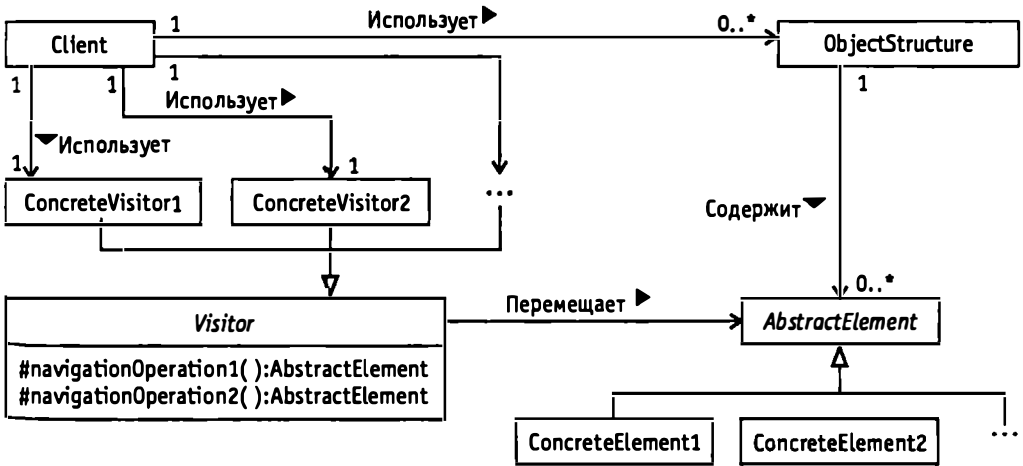 1 Использует 0..*
Client
ObjectStructure
1 1 1 1
Использует
Использует
1 1
ConcreteVisitor1
ConcreteVisitor2
...
Содержит
0..*
Перемещает
Visitor
AbstractElement
#navigationOperation1( ):AbstractElement
#navigationOperation2( ):AbstractElement
ConcreteElement1
ConcreteElement2
...